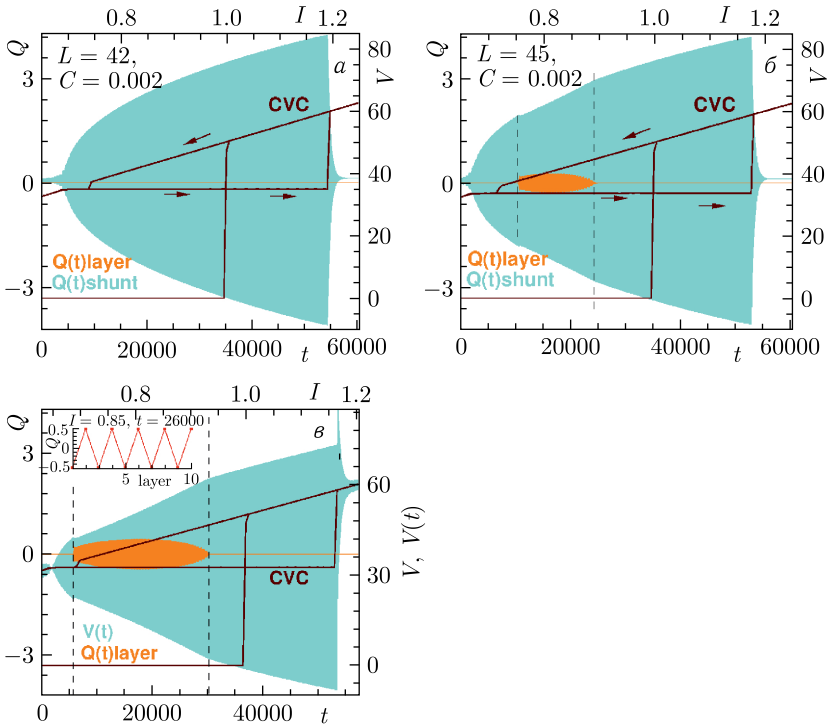 0.8 1.0 I 1.2
Q
L = 42,
C = 0.002
а
80
V
3
CVC
60
40
0
20
Q(t)layer
Q(t)shunt
−3
0
0 20000 40000 t 60000
0.8 1.0 I 1.2
Q
L = 45,
C = 0.002
б
80
V
3
CVC
60
40
0
20
Q(t)layer
Q(t)shunt
−3
0
0 20000 40000 t 60000
0.8 1.0 I 1.2
Q
I = 0.85, t = 26000
в
0.5
Q
0
-0.5
5 layer 10
3
60
V, V(t)
0
30
CVC
V(t)
Q(t)layer
−3
0
0 20000 t 40000